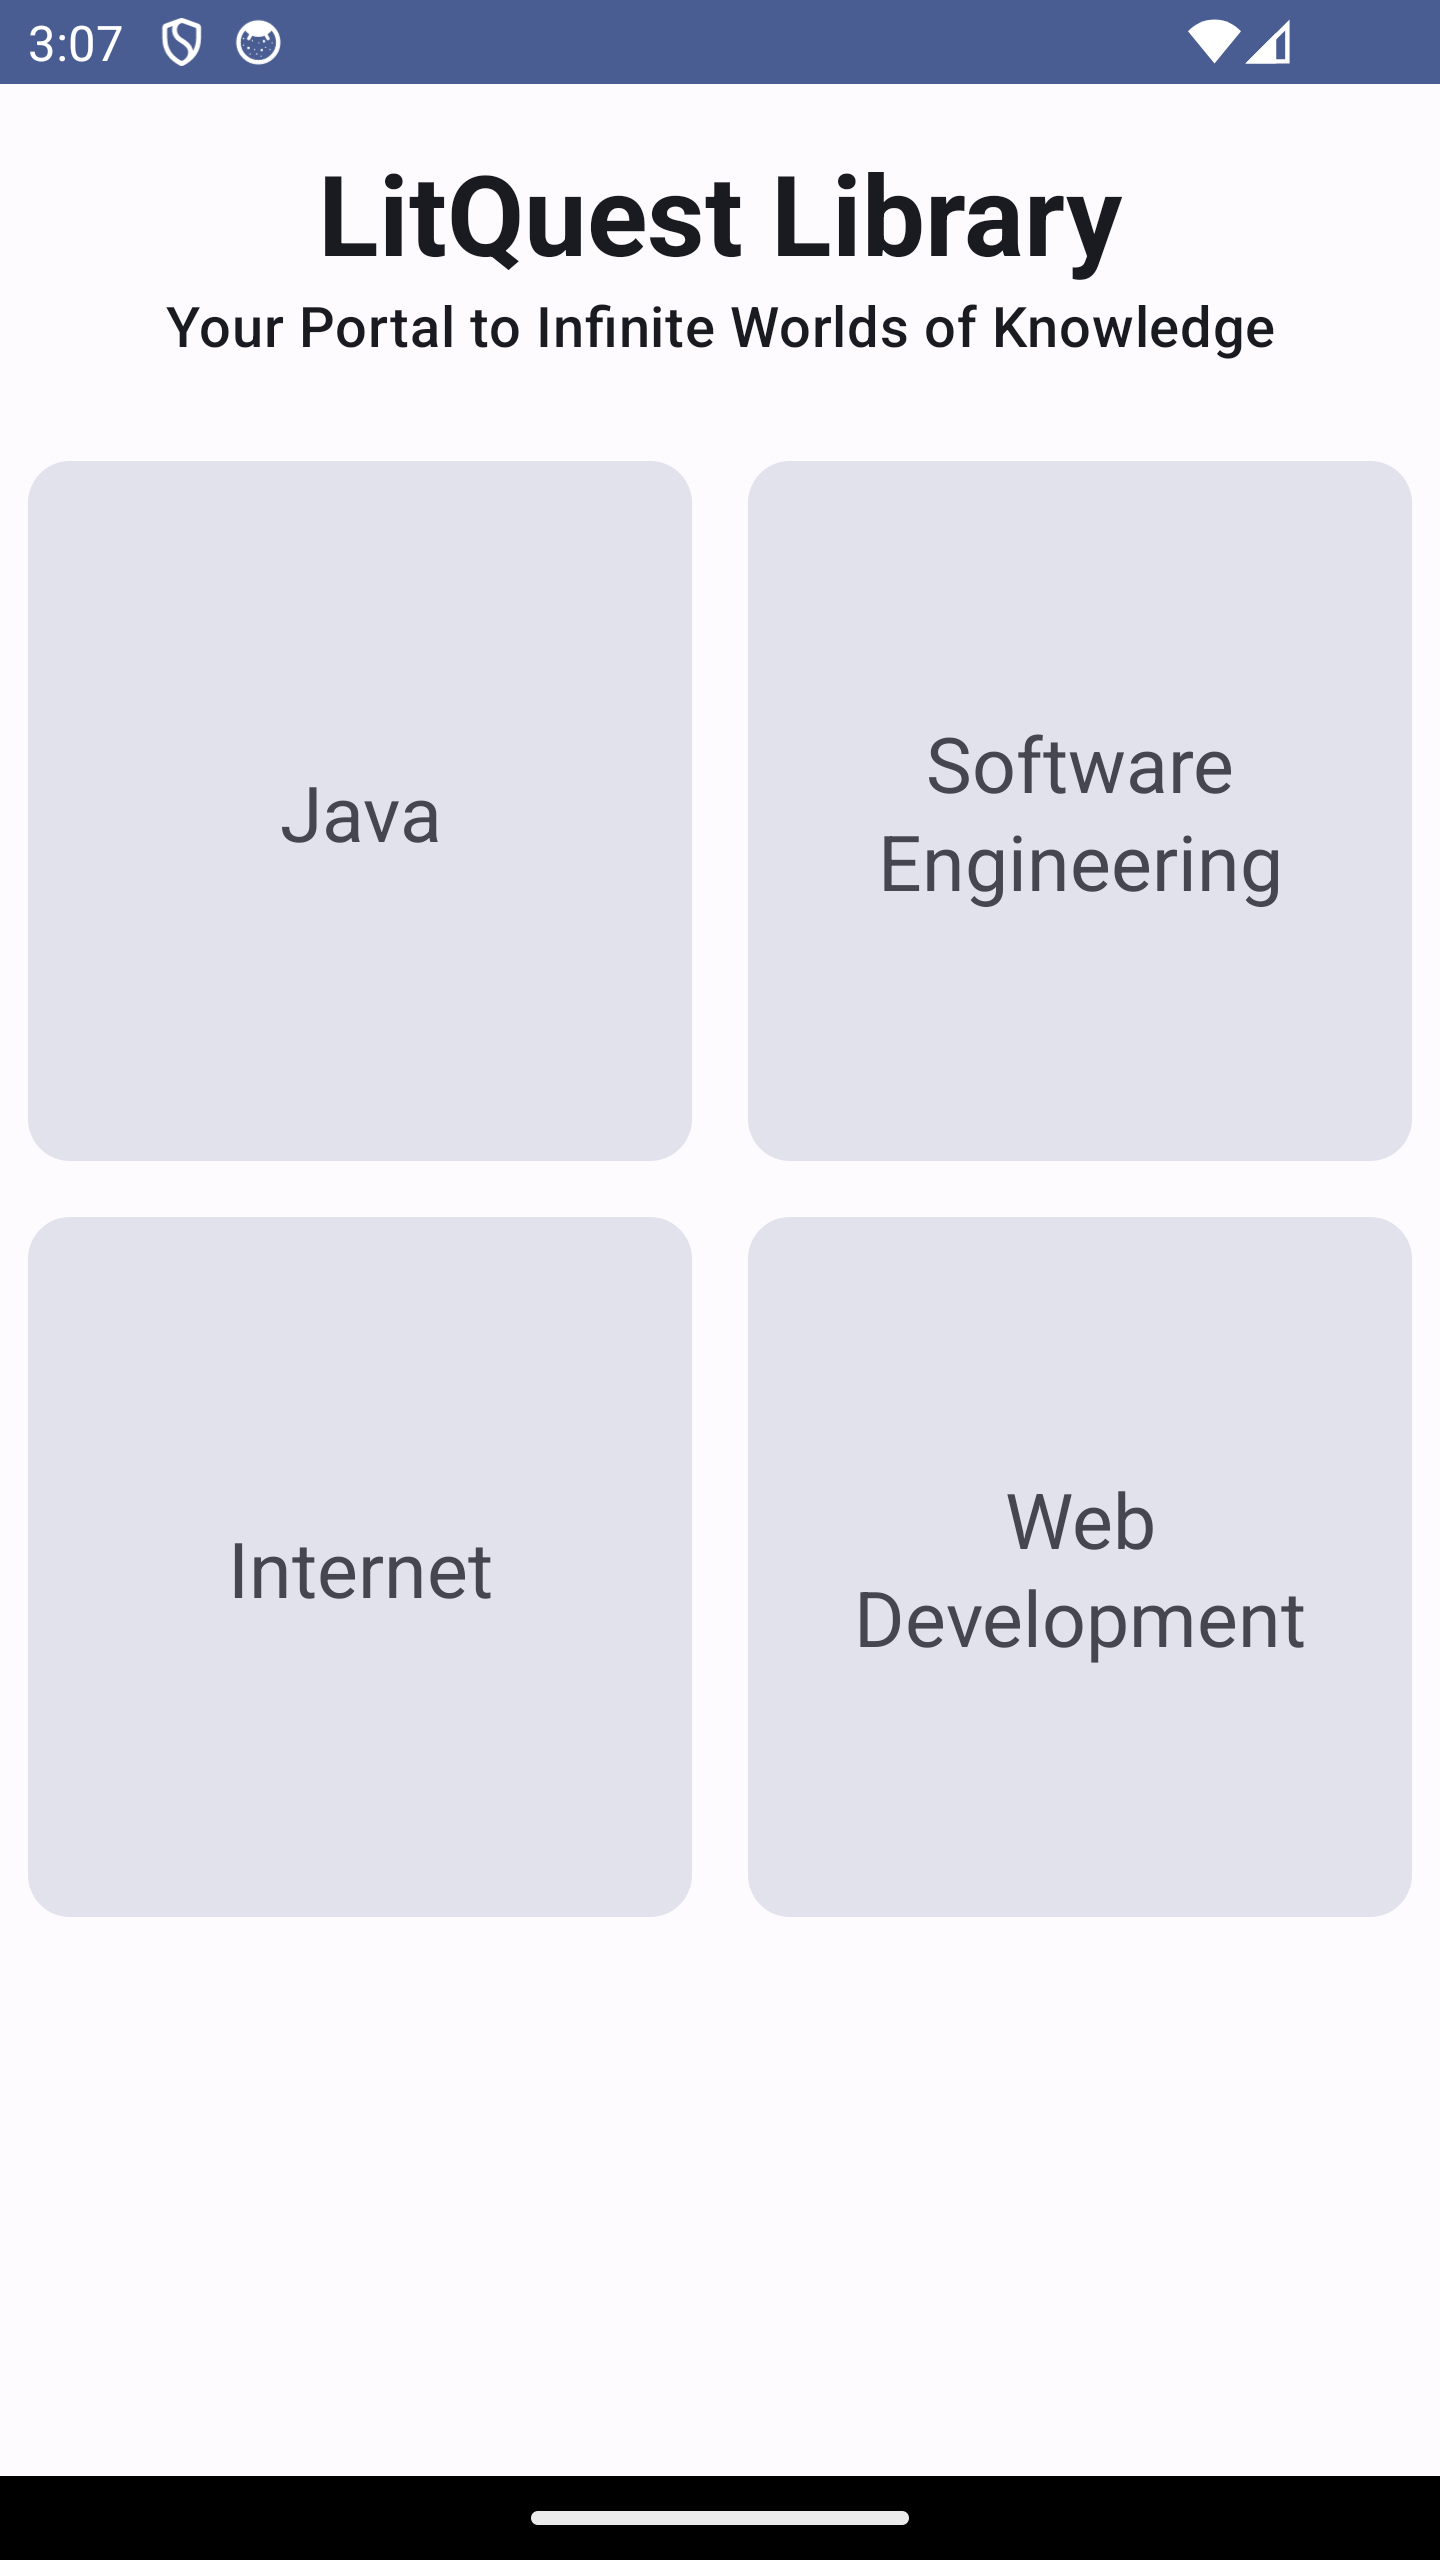 3:07
LitQuest Library
Your Portal to Infinite Worlds of Knowledge
Java
Software
Engineering
Internet
Web
Development